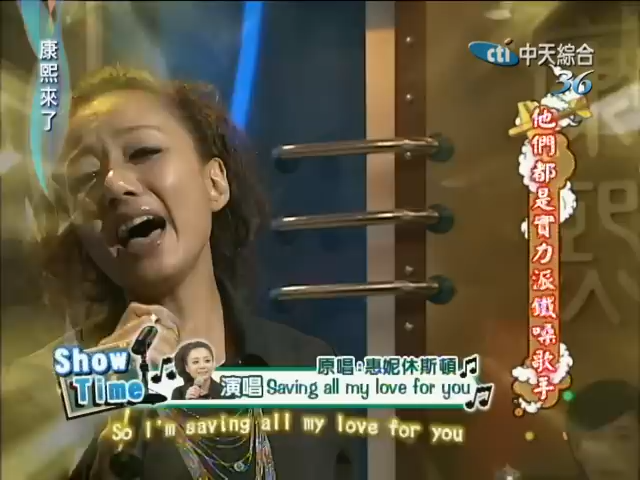 康熙來了
cti 中天綜合
36
他們都是實力派鐵嗓歌手
Show Time
原唱:惠妮休斯頓
演唱 Saving all my love for you
So I'm saving all my love for you